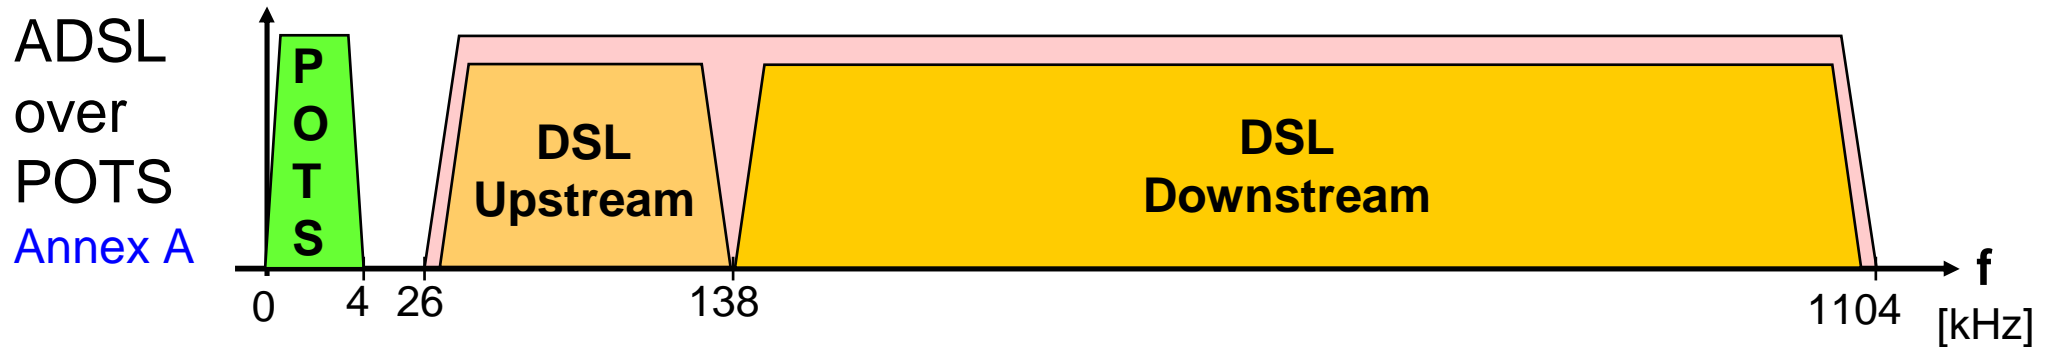 ADSL
over
POTS
Annex A
P
O
T
S
DSL
Upstream
DSL
Downstream
0
4
26
138
1104
f
[kHz]